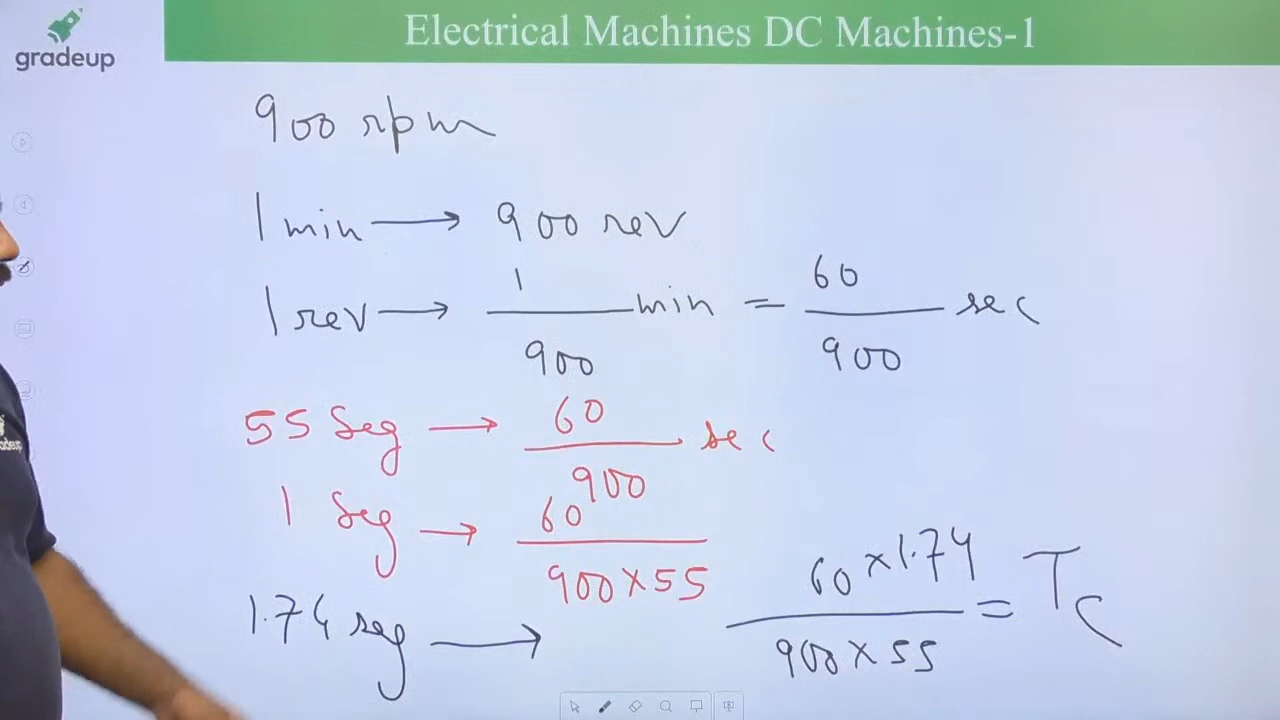 gradeup
Electrical Machines DC Machines-1
900 rpm
1 min → 900 rev
1 rev → 1/900 min = 60/900 sec
55 Seg → 60/900 sec
1 Seg → 60/900×55
1.74 seg → 60×1.74/900×55 = Tc